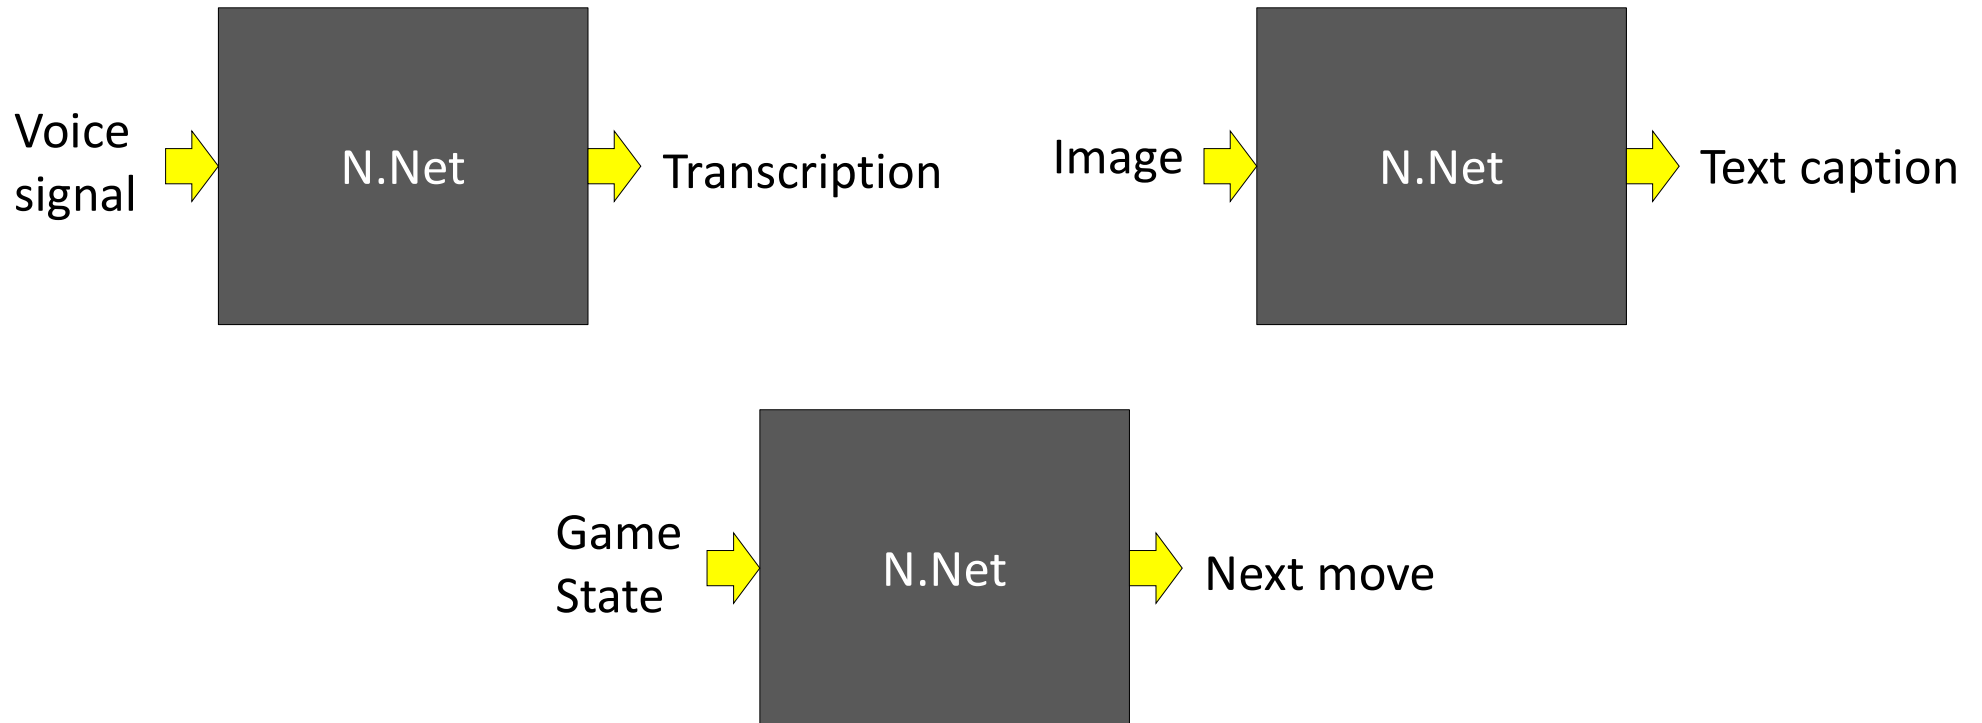 Voice
signal
N.Net
Transcription
Image
N.Net
Text caption
Game
State
N.Net
Next move